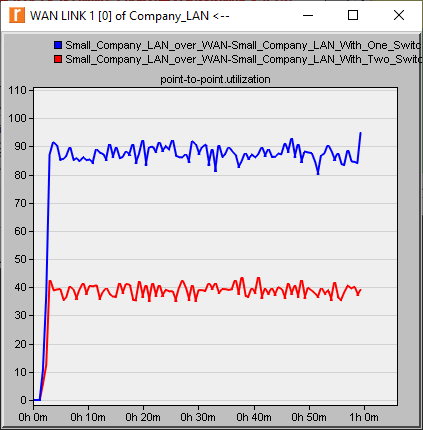 WAN LINK 1 [0] of Company_LAN <--
Small_Company_LAN_over_WAN-Small_Company_LAN_With_One_Switc
Small_Company_LAN_over_WAN-Small_Company_LAN_With_Two_Switc
point-to-point.utilization
110
100
90
80
70
60
50
40
30
20
10
0
0h 0m 0h 10m 0h 20m 0h 30m 0h 40m 0h 50m 1h 0m